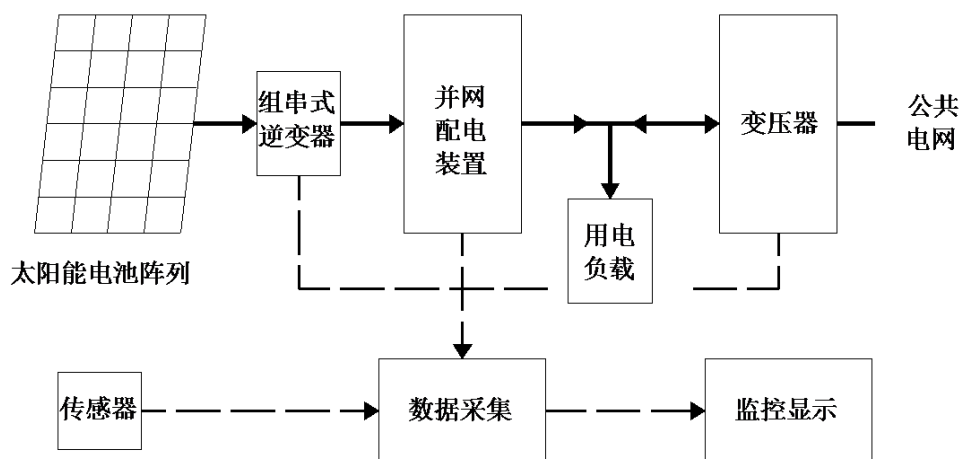 组串式
逆变器
并网
配电
装置
变压器
公共
电网
用电
负载
太阳能电池阵列
传感器
数据采集
监控显示